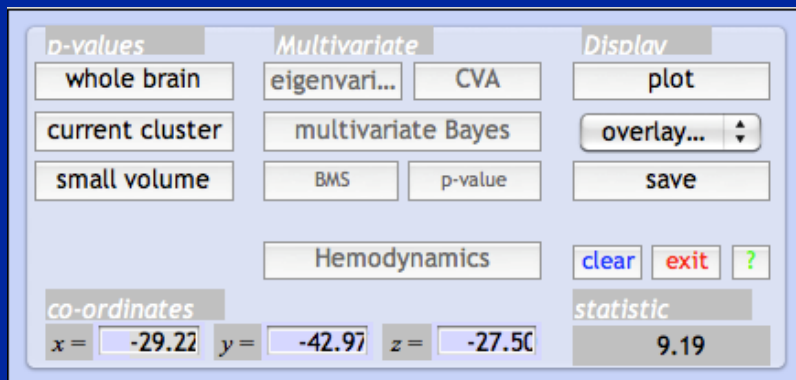 p-values Multivariate Display
whole brain eigenvari... CVA plot
current cluster multivariate Bayes overlay...
small volume BMS p-value save
Hemodynamics clear exit ?
co-ordinates statistic
x = -29.22 y = -42.97 z = -27.50 9.19